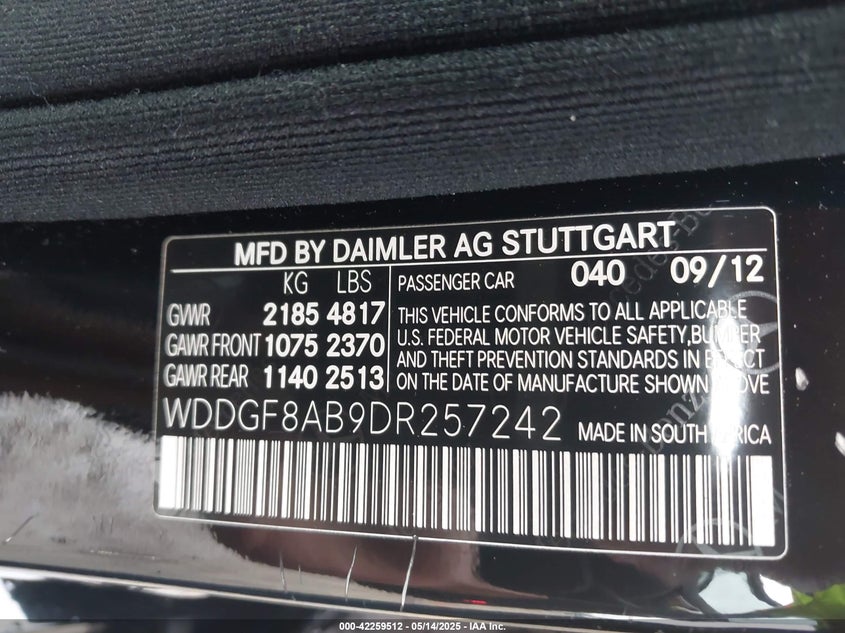 MFD BY DAIMLER AG STUTTGART
KG LBS
GVWR 2185 4817
GAWR FRONT 1075 2370
GAWR REAR 1140 2513
PASSENGER CAR 040 09/12
THIS VEHICLE CONFORMS TO ALL APPLICABLE
U.S. FEDERAL MOTOR VEHICLE SAFETY,BUMPER
AND THEFT PREVENTION STANDARDS IN EFFECT
ON THE DATE OF MANUFACTURE SHOWN ABOVE
WDDGF8AB9DR257242 MADE IN SOUTH AFRICA
000-42259512 - 05/14/2025 - IAA Inc.